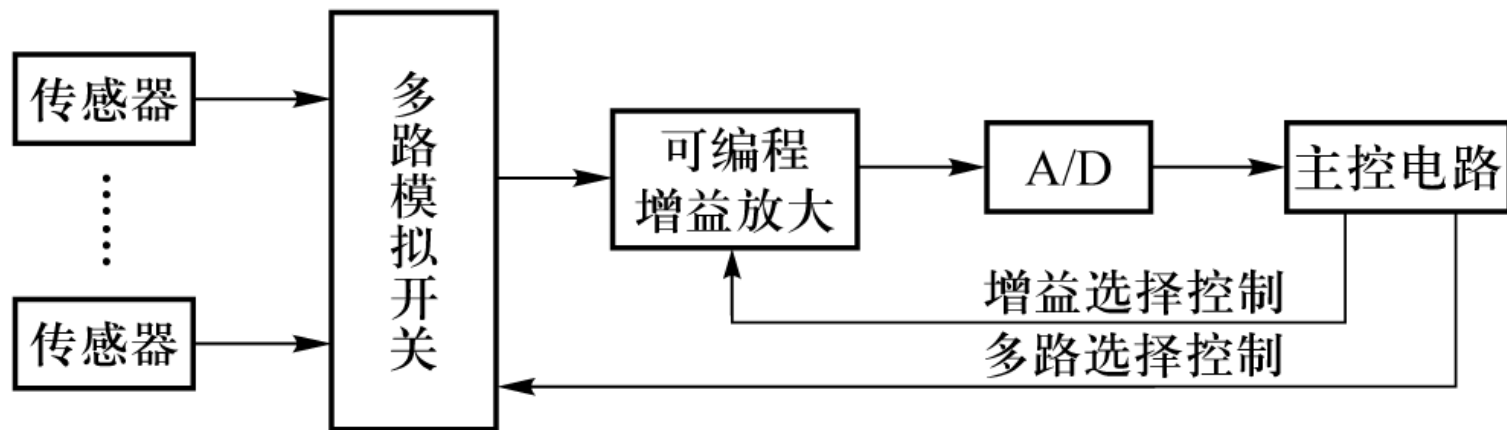 传感器
传感器
多路模拟开关
可编程
增益放大
A/D
主控电路
增益选择控制
多路选择控制